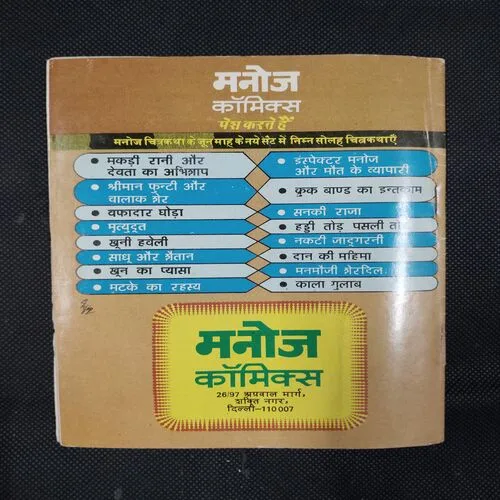 मनोज
कॉमिक्स
पेश करते हैं
मनोज चित्रकथा के जून माह के नये सैट में निम्न सोलह चित्रकथाएँ
• मकड़ी रानी और
देवता का अभिशाप
• श्रीमान फन्टी और
चालाक शेर
• वफादार घोड़ा
• मृत्युदूत
• खूनी हवेली
• साधू और शैतान
• खून का प्यासा
• मटके का रहस्य
• इंस्पेक्टर मनोज
और मौत के व्यापारी
• क्रुक बाण्ड का इन्तकाम
• सनकी राजा
• हड्डी तोड़ पसली
• नकटी जादूगरनी
• दान की महिमा
• मनमौजी शेरदिल
• काला गुलाब
मनोज
कॉमिक्स
26/97 अग्रवाल मार्ग,
शक्ति नगर,
दिल्ली-110 007